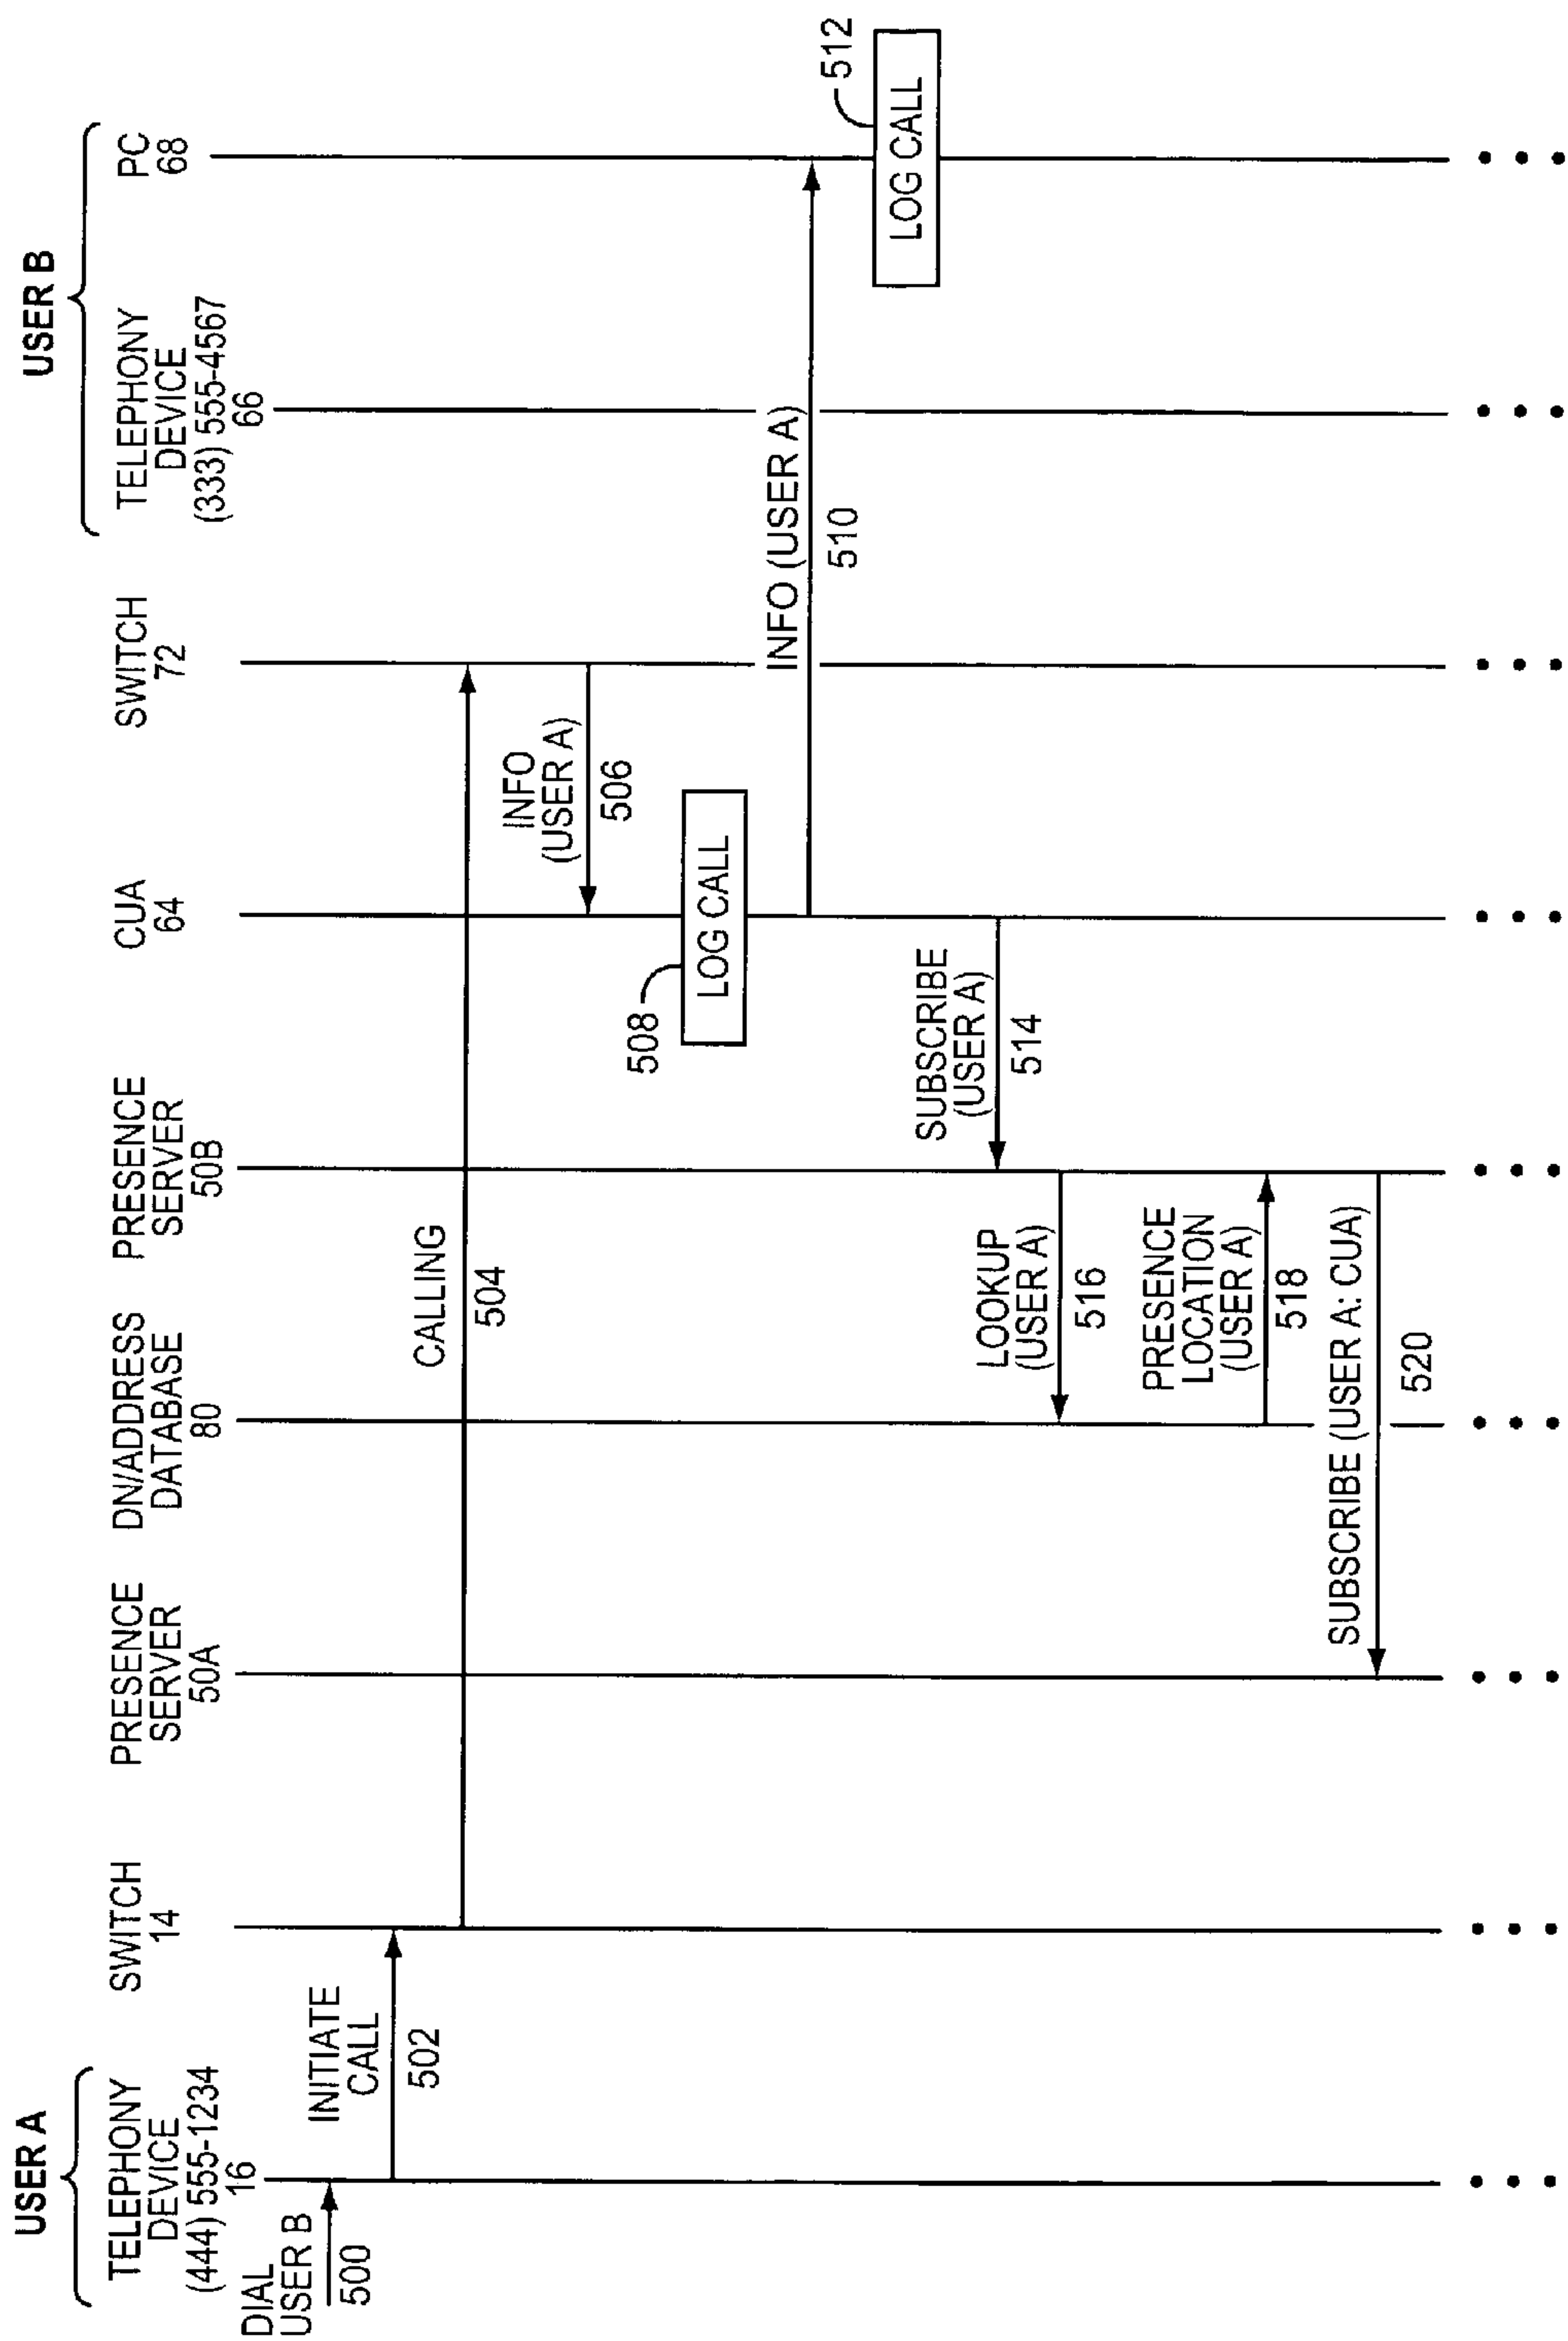 USER A
USER B
TELEPHONY
DEVICE
(444) 555-1234
16
SWITCH
14
PRESENCE
SERVER
50A
DN/ADDRESS
DATABASE
80
PRESENCE
SERVER
50B
CUA
64
SWITCH
72
TELEPHONY
DEVICE
(333) 555-4567
66
PC
68
DIAL
USER B
500
INITIATE
CALL
502
CALLING
504
INFO
(USER A)
506
508
LOG CALL
INFO (USER A)
510
512
LOG CALL
SUBSCRIBE
(USER A)
514
LOOKUP
(USER A)
516
PRESENCE
LOCATION
(USER A)
518
SUBSCRIBE (USER A: CUA)
520